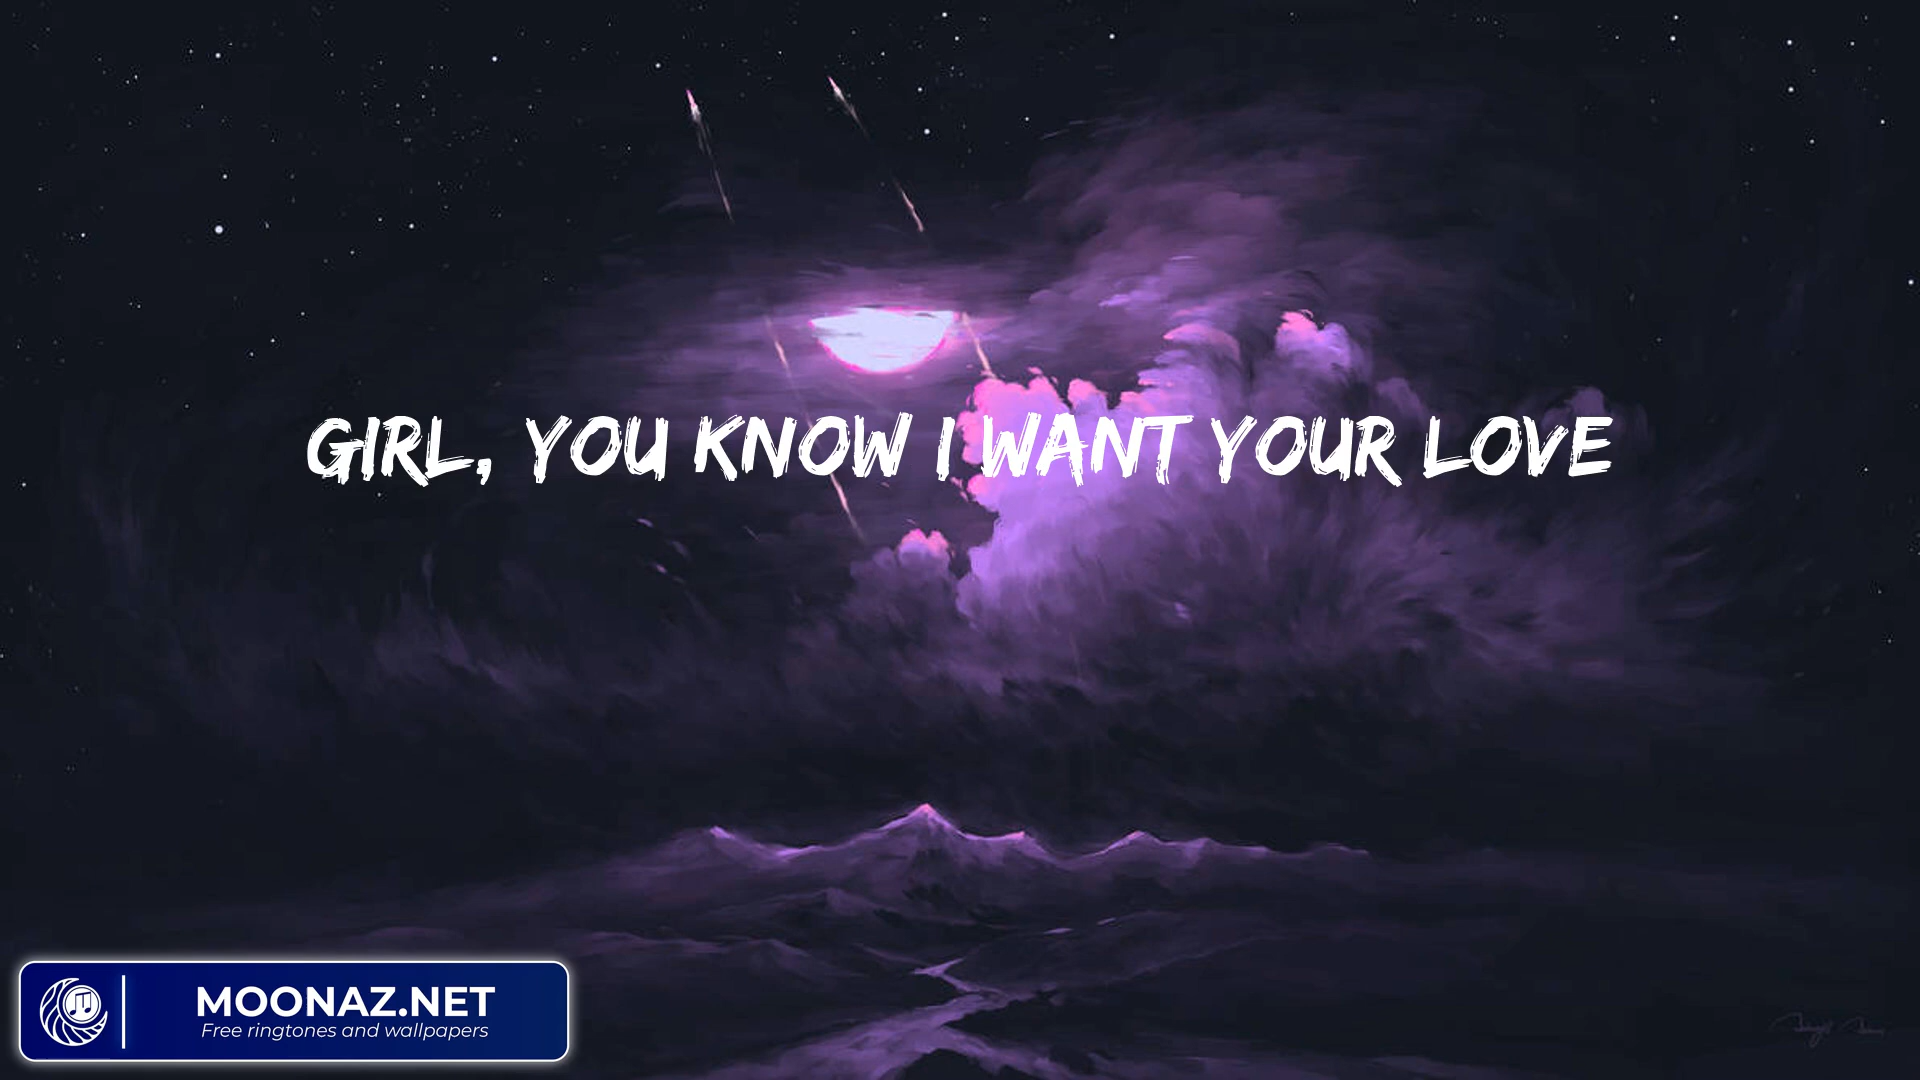 GIRL, YOU KNOW I WANT YOUR LOVE
MOONAZ.NET
Free ringtones and wallpapers